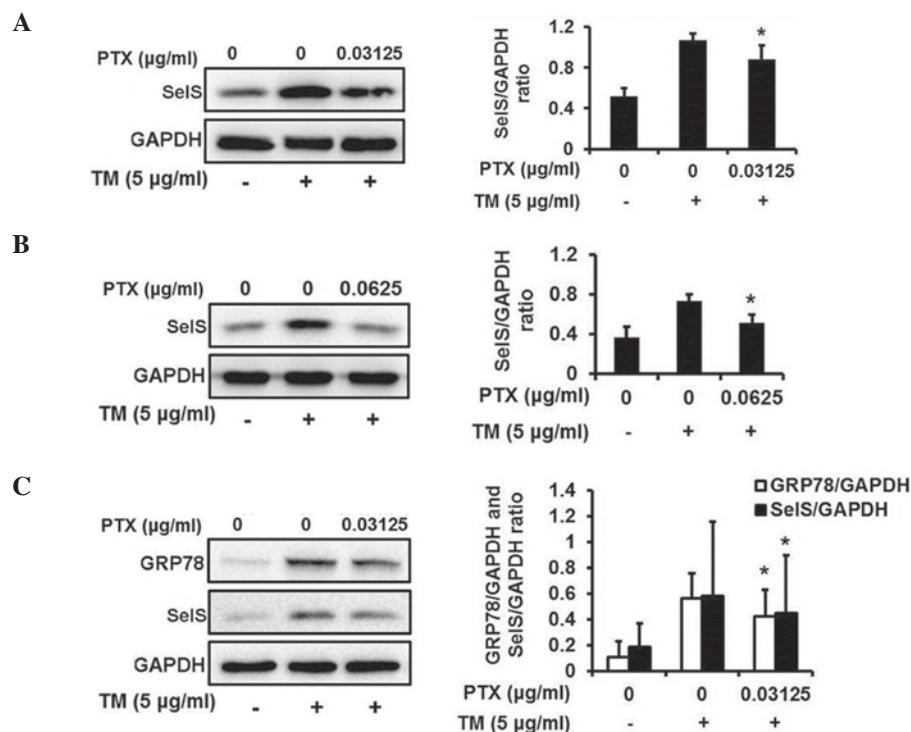 A
PTX (μg/ml) 0 0 0.03125
SelS
GAPDH
TM (5 μg/ml) - + +
SelS/GAPDH
ratio
1.2
0.8
0.4
0
*
PTX (μg/ml) 0 0 0.03125
TM (5 μg/ml) - + +
B
PTX (μg/ml) 0 0 0.0625
SelS
GAPDH
TM (5 μg/ml) - + +
SelS/GAPDH
ratio
1.2
0.8
0.4
0
*
PTX (μg/ml) 0 0 0.0625
TM (5 μg/ml) - + +
C
PTX (μg/ml) 0 0 0.03125
GRP78
SelS
GAPDH
TM (5 μg/ml) - + +
GRP78/GAPDH and
SelS/GAPDH ratio
1.4
1.2
1
0.8
0.6
0.4
0.2
0
GRP78/GAPDH
SelS/GAPDH
* *
PTX (μg/ml) 0 0 0.03125
TM (5 μg/ml) - + +